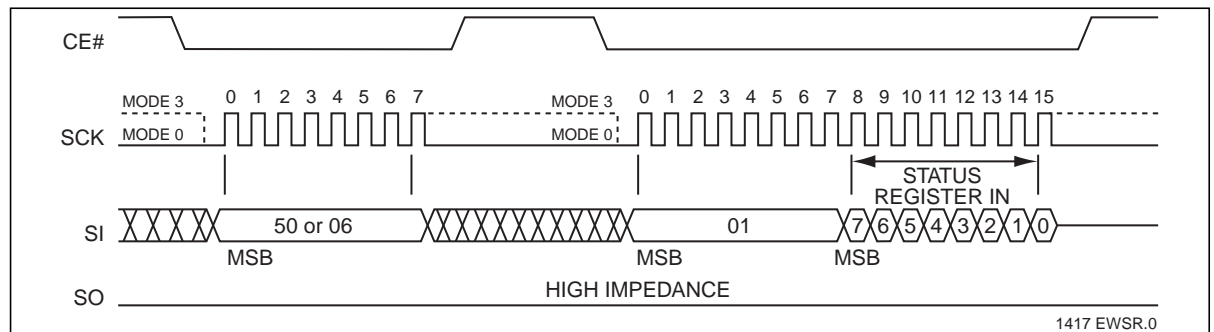 CE#
MODE 3 0 1 2 3 4 5 6 7 MODE 3 0 1 2 3 4 5 6 7 8 9 10 11 12 13 14 15
SCK MODE 0 MODE 0
STATUS
REGISTER IN
SI 50 or 06 01 7 6 5 4 3 2 1 0
MSB MSB MSB
SO HIGH IMPEDANCE
1417 EWSR.0